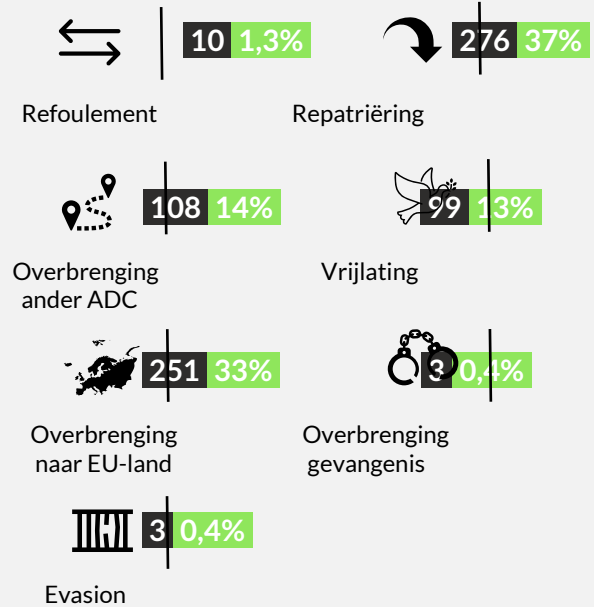 10 1,3%
Refoulement
276 37%
Repatriëring
108 14%
Overbrenging
ander ADC
99 13%
Vrijlating
251 33%
Overbrenging
naar EU-land
3 0,4%
Overbrenging
gevangenis
3 0,4%
Evasion